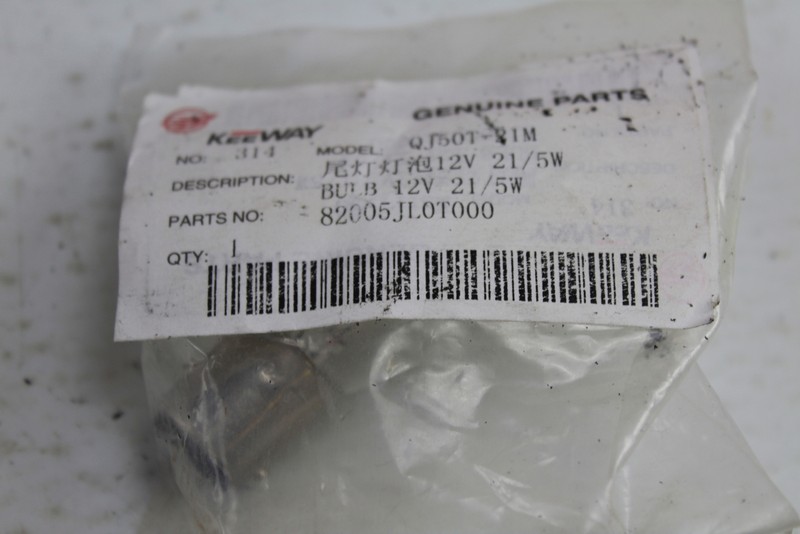 KEEWAY GENUINE PARTS
NO: 314 MODEL: QJ50T-21M
DESCRIPTION: 尾灯灯泡12V 21/5W
BULB 12V 21/5W
PARTS NO: 82005JL0T000
QTY: 1